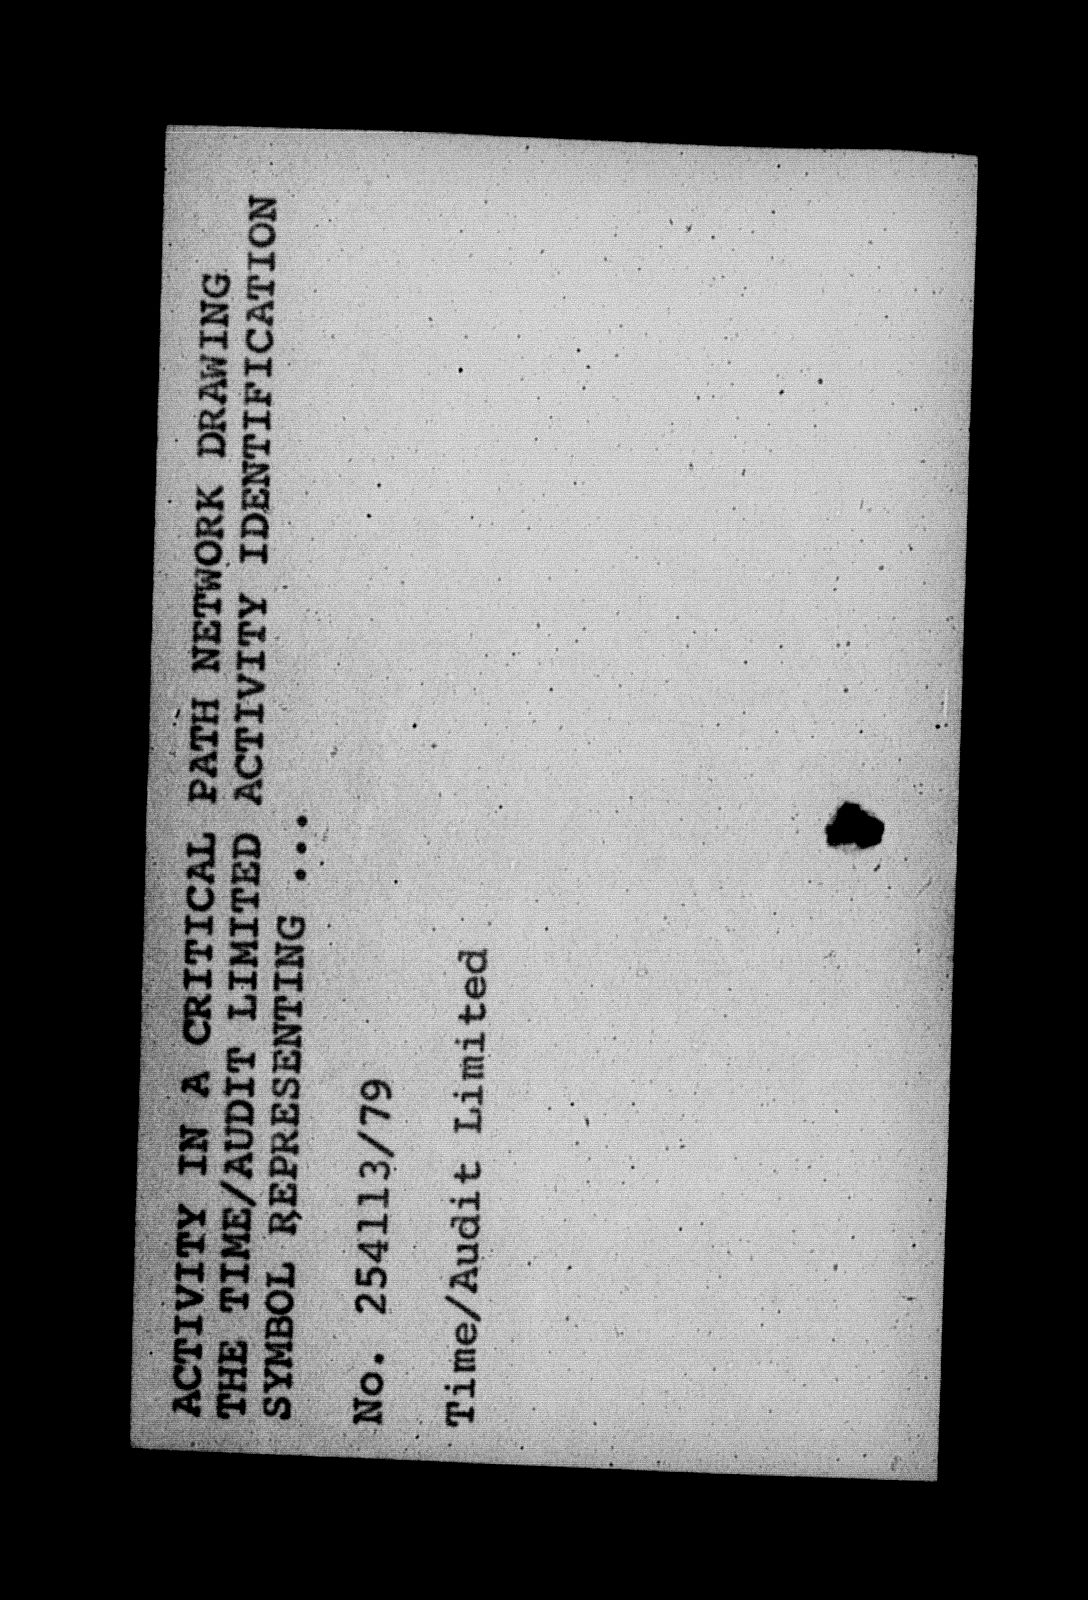 ACTIVITY IN A CRITICAL PATH NETWORK DRAWING
THE TIME/AUDIT LIMITED ACTIVITY IDENTIFICATION
SYMBOL REPRESENTING ...
No. 254113/79
Time/Audit Limited